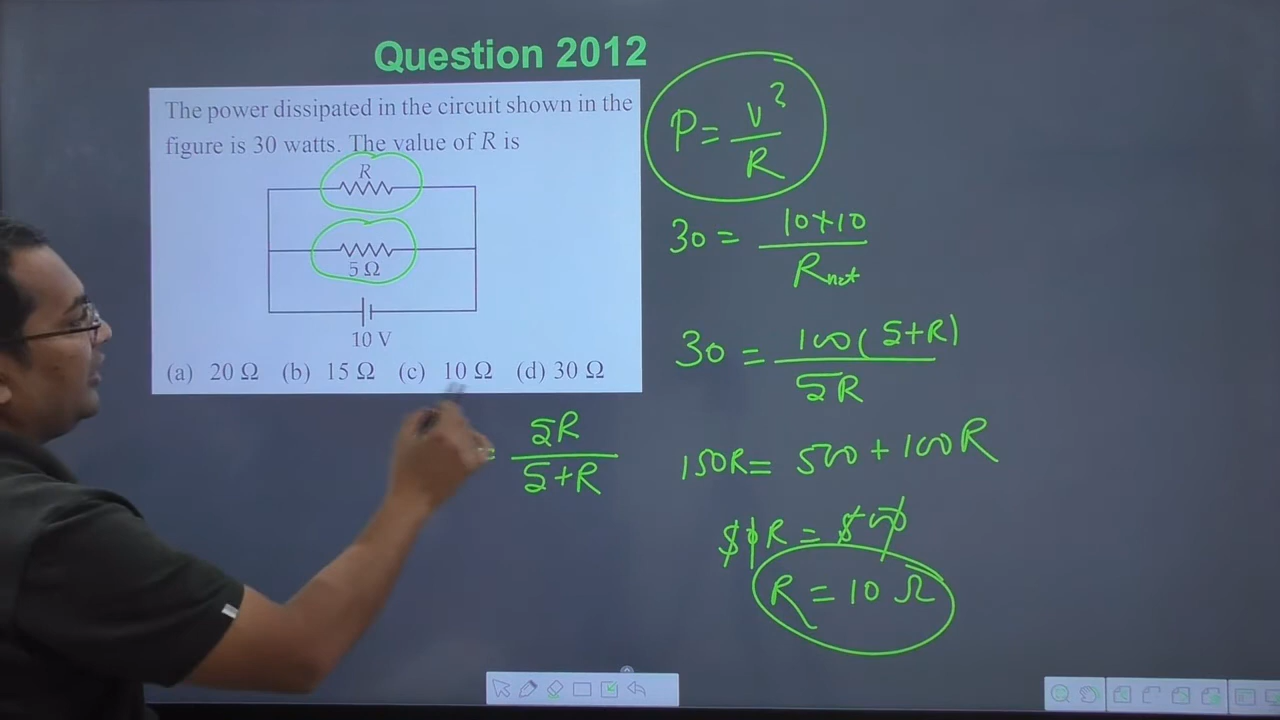 Question 2012
The power dissipated in the circuit shown in the
figure is 30 watts. The value of R is
R
5 Ω
10 V
(a) 20 Ω (b) 15 Ω (c) 10 Ω (d) 30 Ω
= 5R / 5+R
P = V² / R
30 = 10×10 / Rnet
30 = 100(5+R) / 5R
150R = 500 + 100R
50R = 500
R = 10 Ω